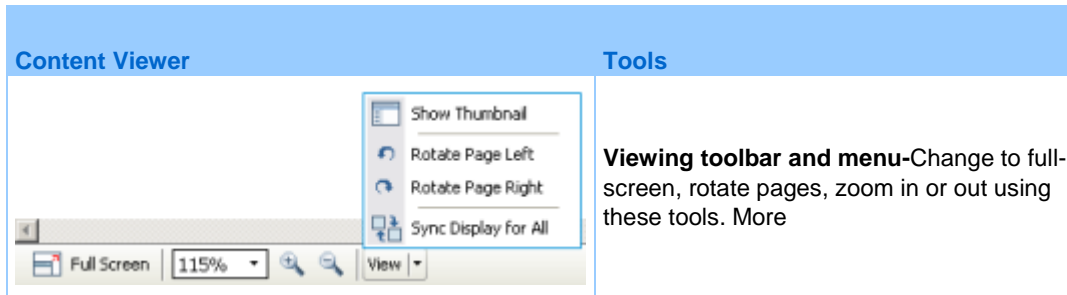 Content Viewer
Tools
Show Thumbnail
Rotate Page Left
Rotate Page Right
Sync Display for All
Full Screen
115%
View
Viewing toolbar and menu-Change to full-
screen, rotate pages, zoom in or out using
these tools. More